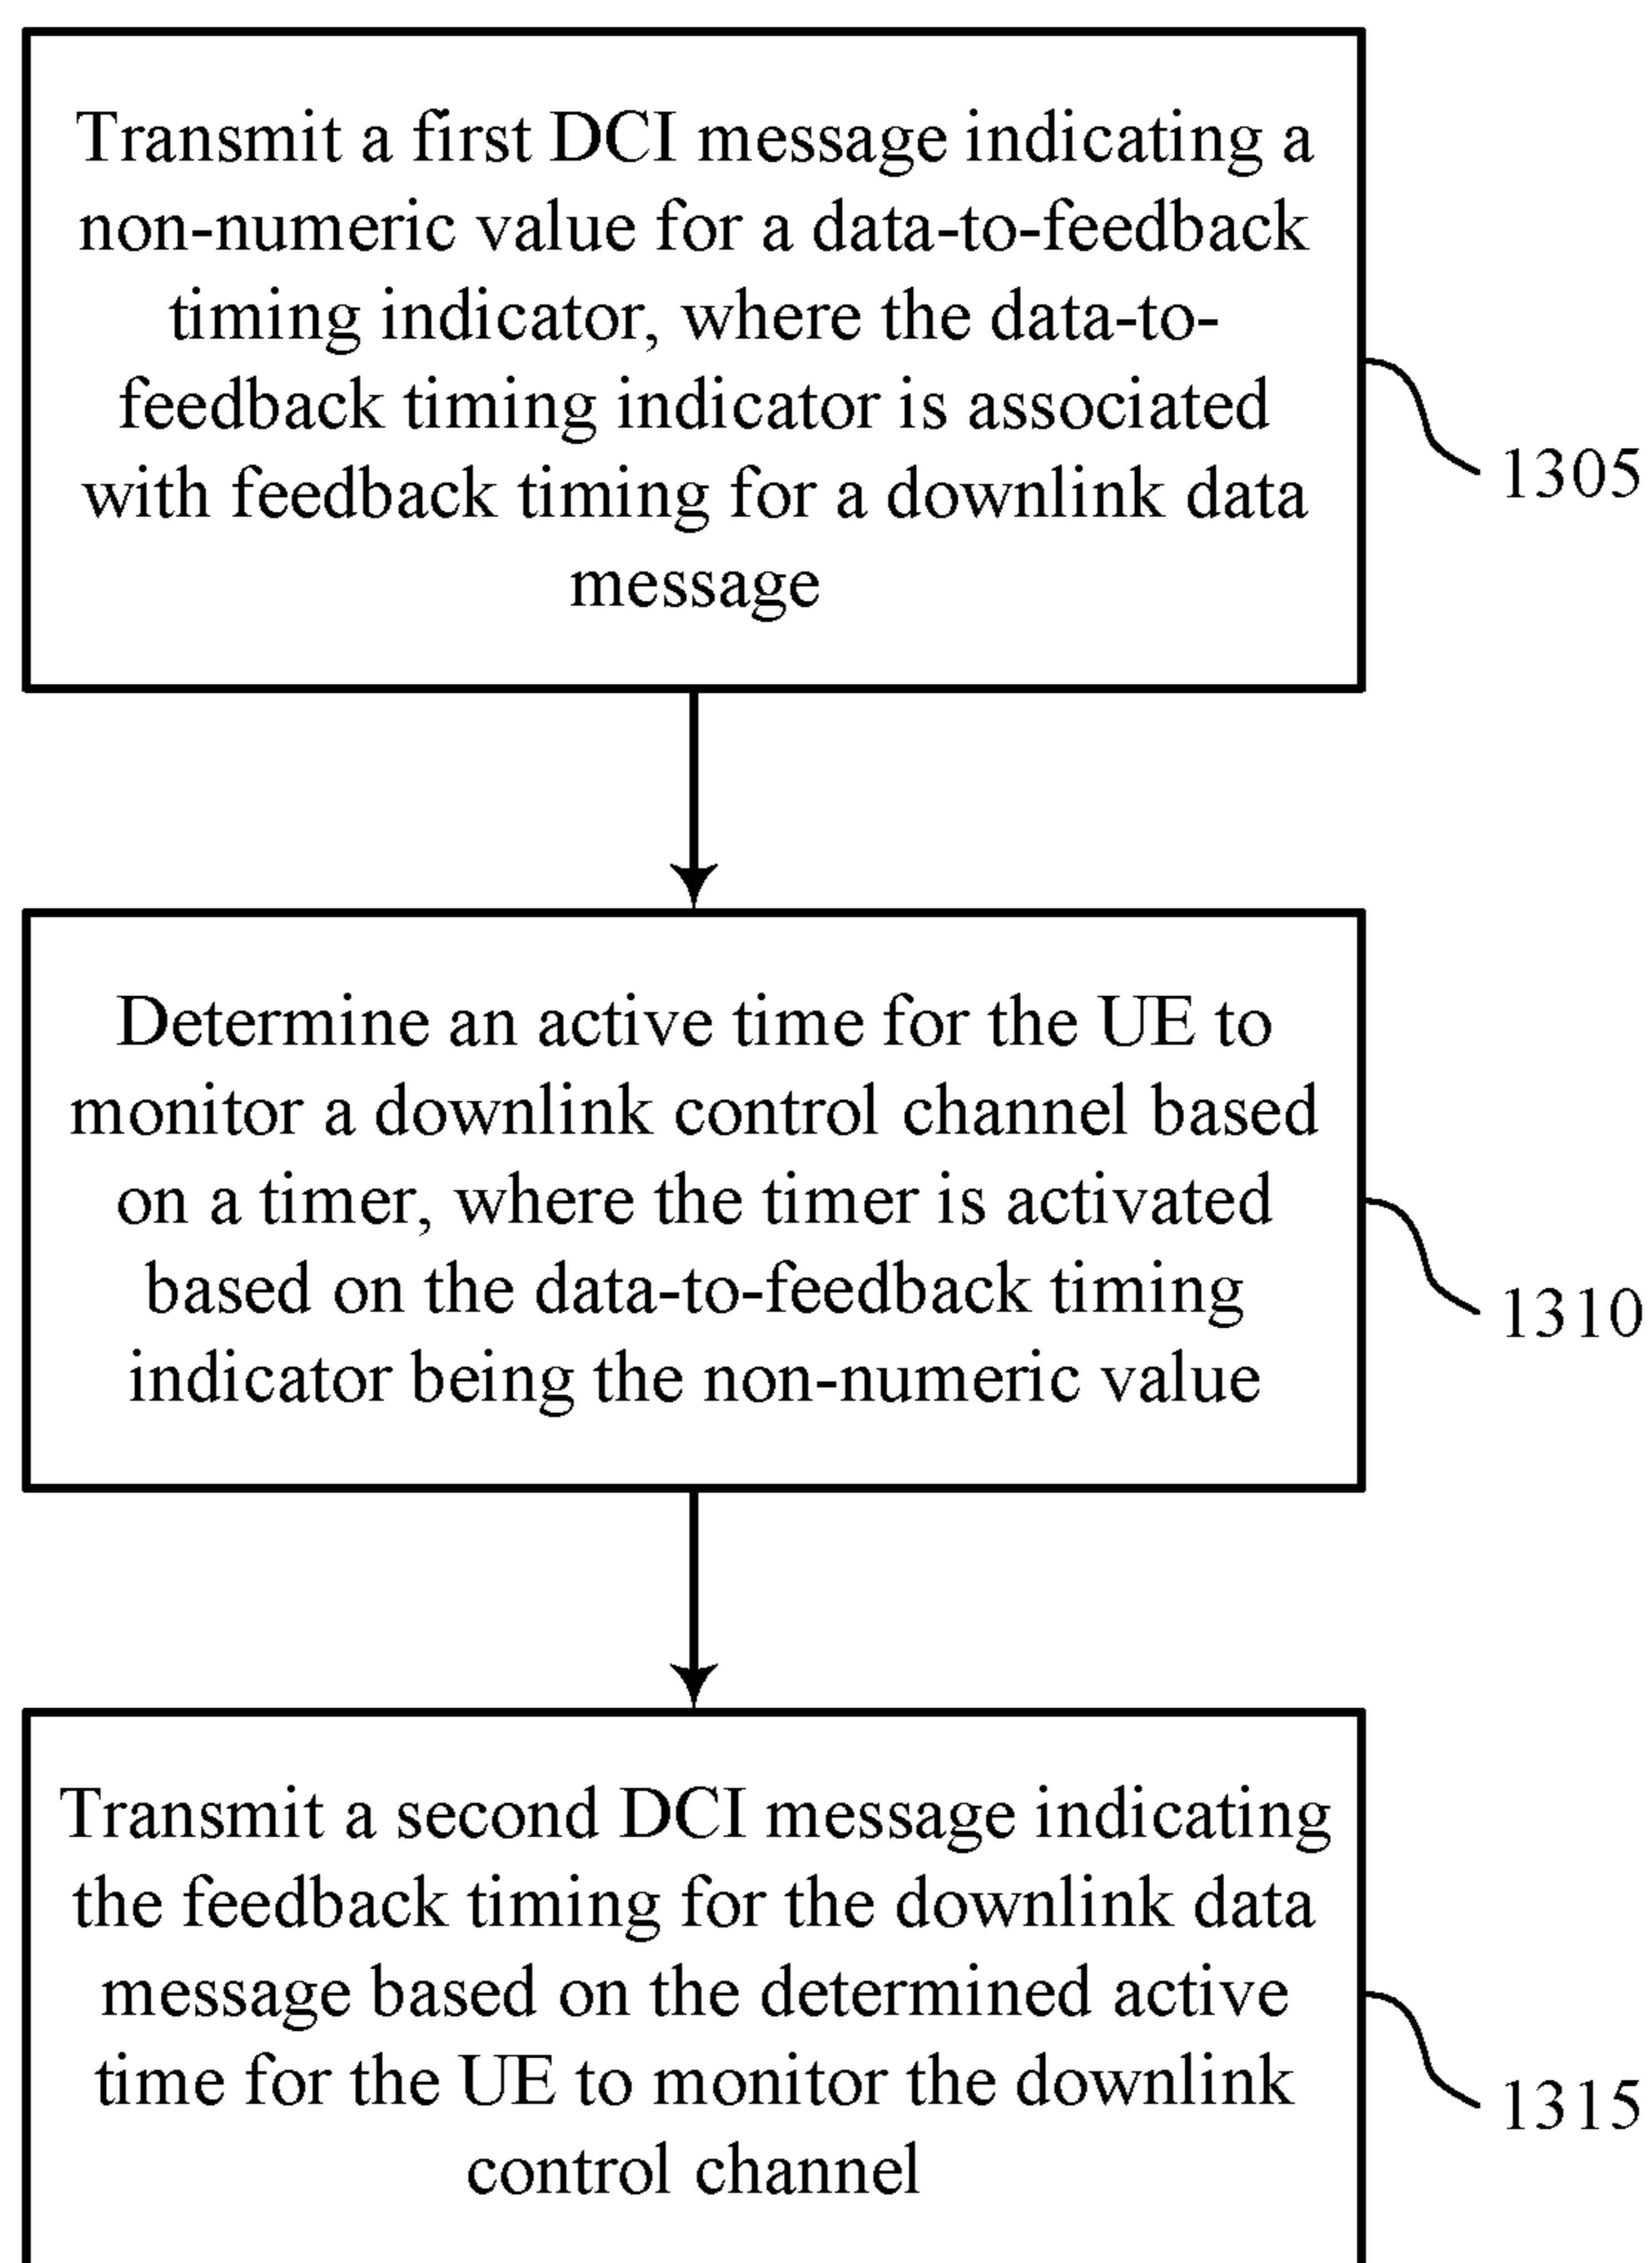 Transmit a first DCI message indicating a
non-numeric value for a data-to-feedback
timing indicator, where the data-to-
feedback timing indicator is associated
with feedback timing for a downlink data
message
1305
Determine an active time for the UE to
monitor a downlink control channel based
on a timer, where the timer is activated
based on the data-to-feedback timing
indicator being the non-numeric value
1310
Transmit a second DCI message indicating
the feedback timing for the downlink data
message based on the determined active
time for the UE to monitor the downlink
control channel
1315